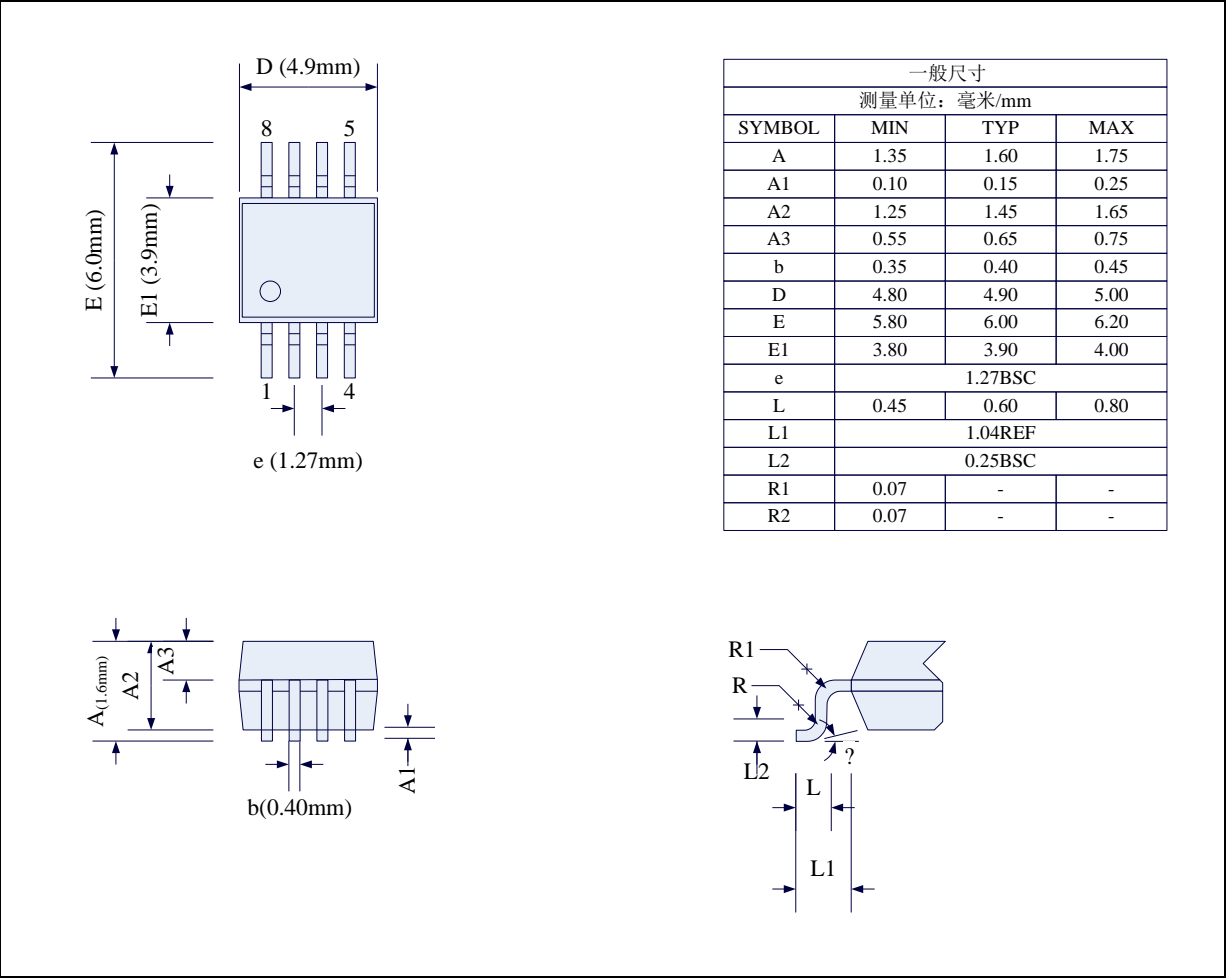 D (4.9mm)
8 5
E (6.0mm)
E1 (3.9mm)
1 4
e (1.27mm)
一般尺寸
测量单位：毫米/mm
SYMBOL MIN TYP MAX
A 1.35 1.60 1.75
A1 0.10 0.15 0.25
A2 1.25 1.45 1.65
A3 0.55 0.65 0.75
b 0.35 0.40 0.45
D 4.80 4.90 5.00
E 5.80 6.00 6.20
E1 3.80 3.90 4.00
e 1.27BSC
L 0.45 0.60 0.80
L1 1.04REF
L2 0.25BSC
R1 0.07 - -
R2 0.07 - -
A(1.6mm)
A2
A3
A1
b(0.40mm)
R1
R
L2
?
L
L1